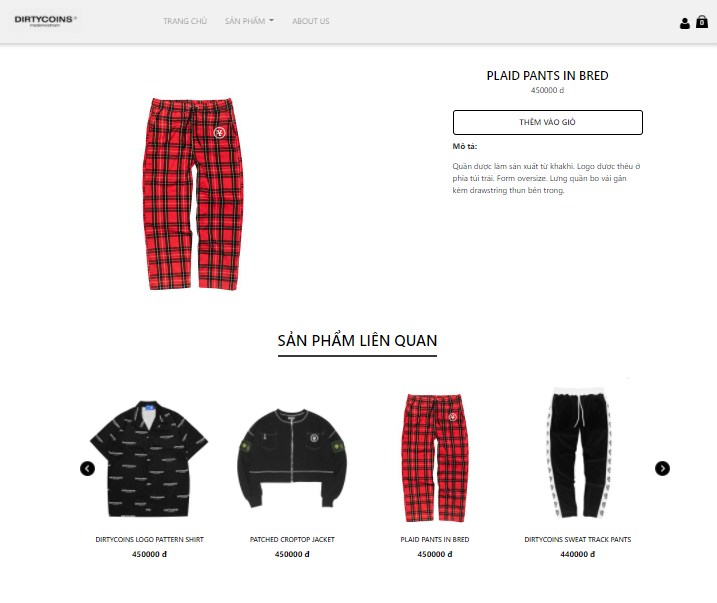 DIRTYCOINS®
TRANG CHỦ SẢN PHẨM ABOUT US
0
PLAID PANTS IN BRED
450000 đ
THÊM VÀO GIỎ
Mô tả:
Quần được làm sản xuất từ khakhi. Logo được thêu ở
phía túi trái. Form oversize. Lưng quần bo vải gân
kèm drawstring thun bên trong.
SẢN PHẨM LIÊN QUAN
DIRTYCOINS LOGO PATTERN SHIRT
450000 đ
PATCHED CROPTOP JACKET
450000 đ
PLAID PANTS IN BRED
450000 đ
DIRTYCOINS SWEAT TRACK PANTS
440000 đ